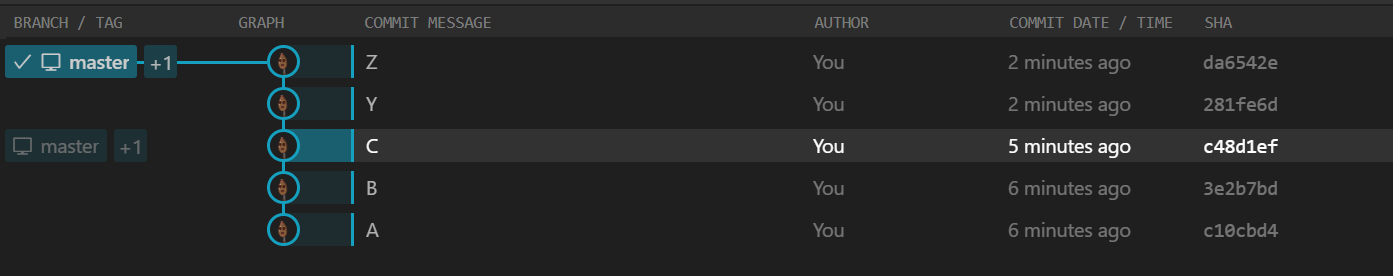 BRANCH / TAG GRAPH COMMIT MESSAGE AUTHOR COMMIT DATE / TIME SHA
master +1 Z You 2 minutes ago da6542e
Y You 2 minutes ago 281fe6d
master +1 C You 5 minutes ago c48d1ef
B You 6 minutes ago 3e2b7bd
A You 6 minutes ago c10cbd4